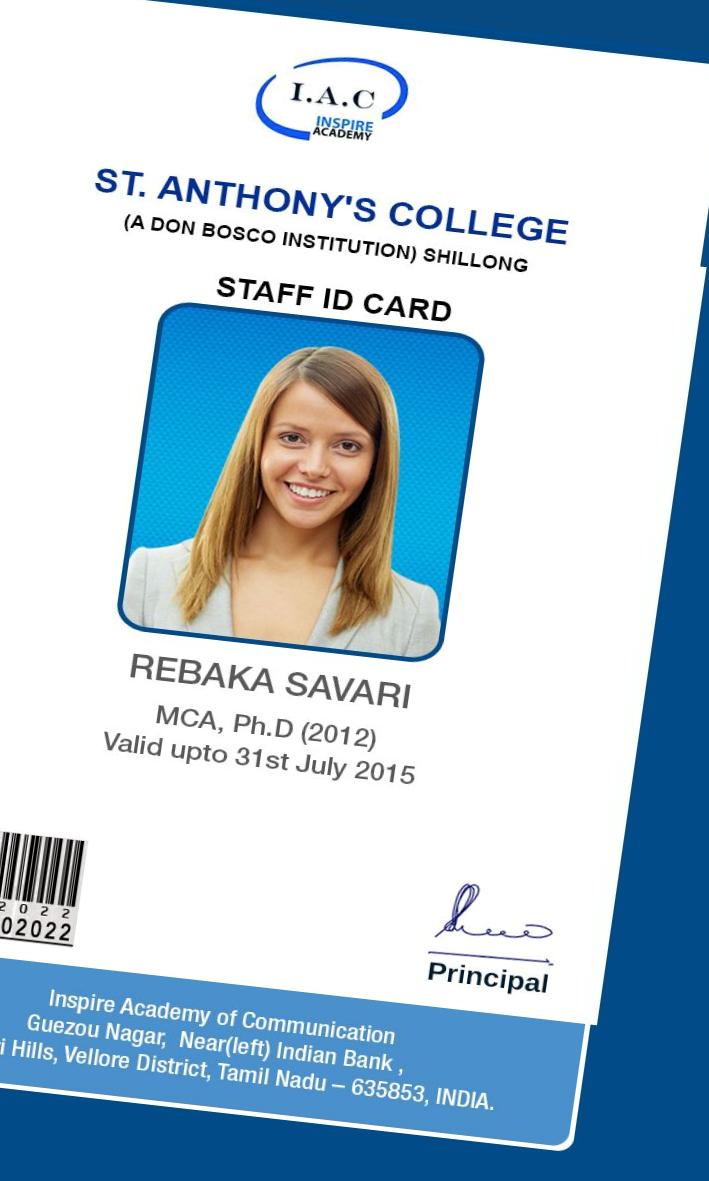 I.A.C
INSPIRE
ACADEMY
ST. ANTHONY'S COLLEGE
(A DON BOSCO INSTITUTION) SHILLONG
STAFF ID CARD
REBAKA SAVARI
MCA, Ph.D (2012)
Valid upto 31st July 2015
2 0 2 2
02022
Principal
Inspire Academy of Communication
Guezou Nagar, Near(left) Indian Bank ,
Hills, Vellore District, Tamil Nadu – 635853, INDIA.